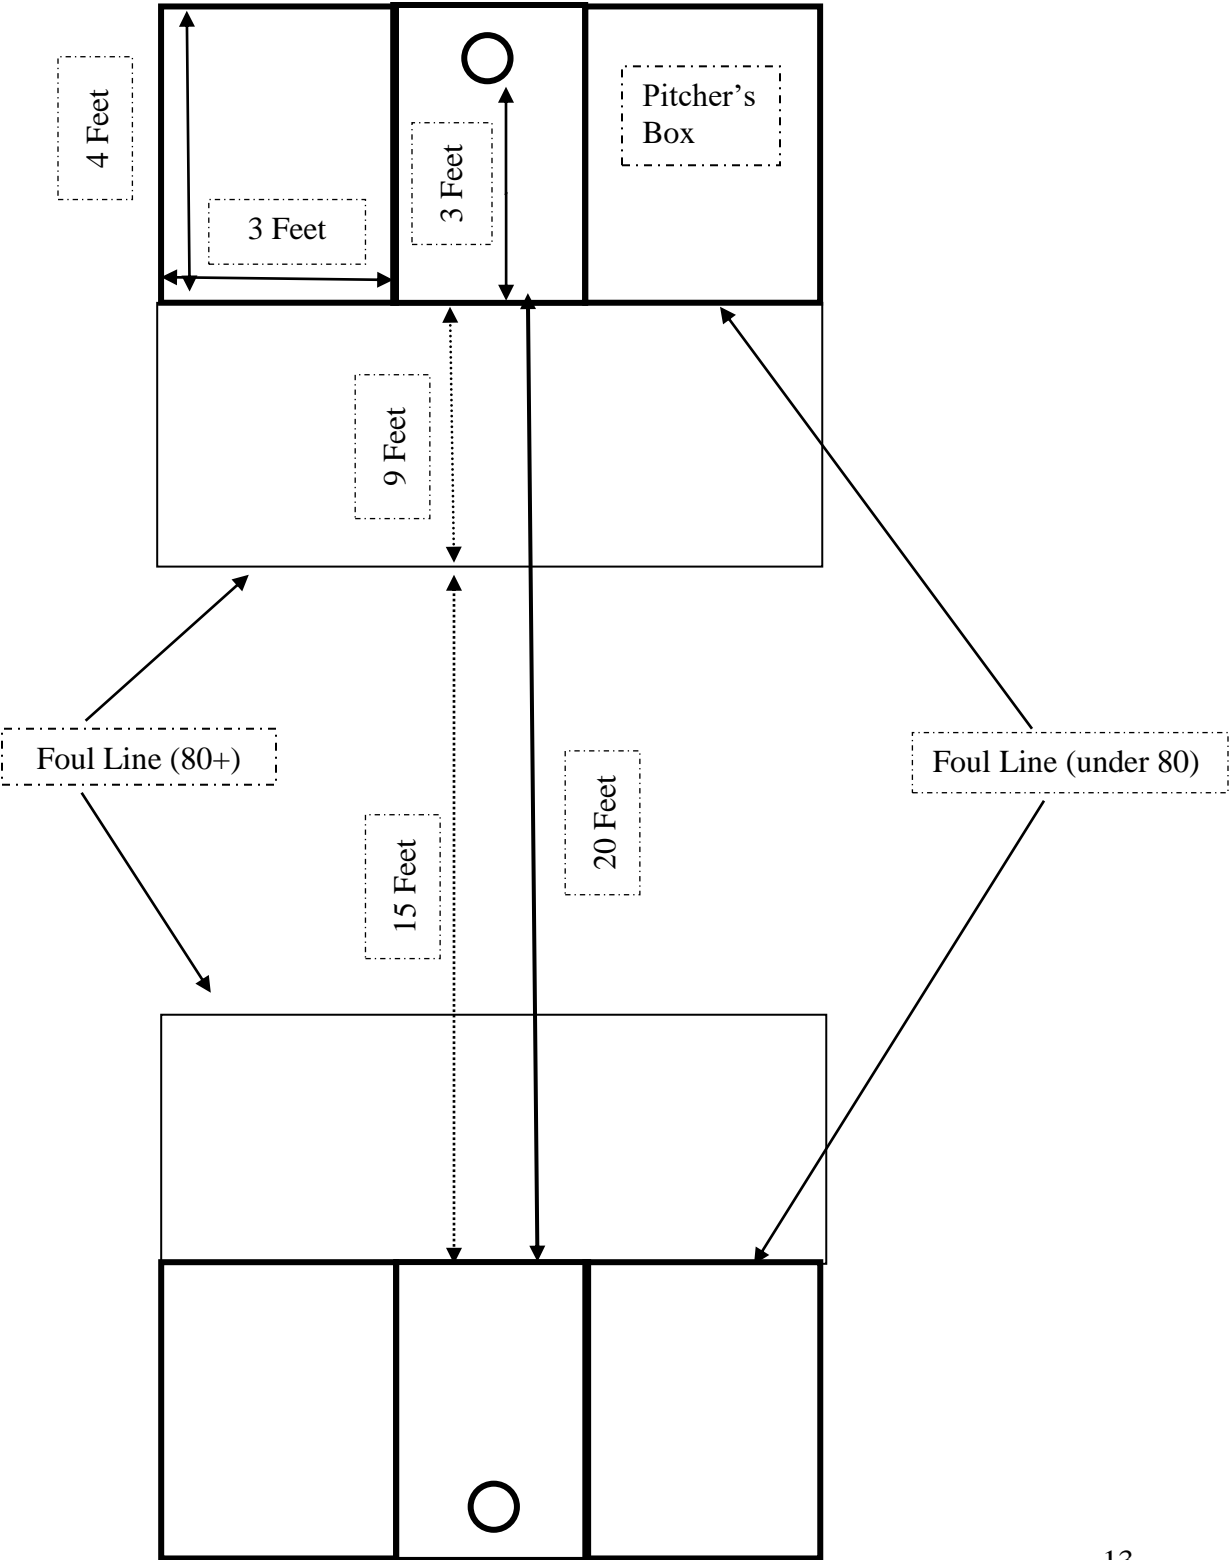 4 Feet
3 Feet
3 Feet
Pitcher’s
Box
9 Feet
Foul Line (80+)
Foul Line (under 80)
20 Feet
15 Feet
13